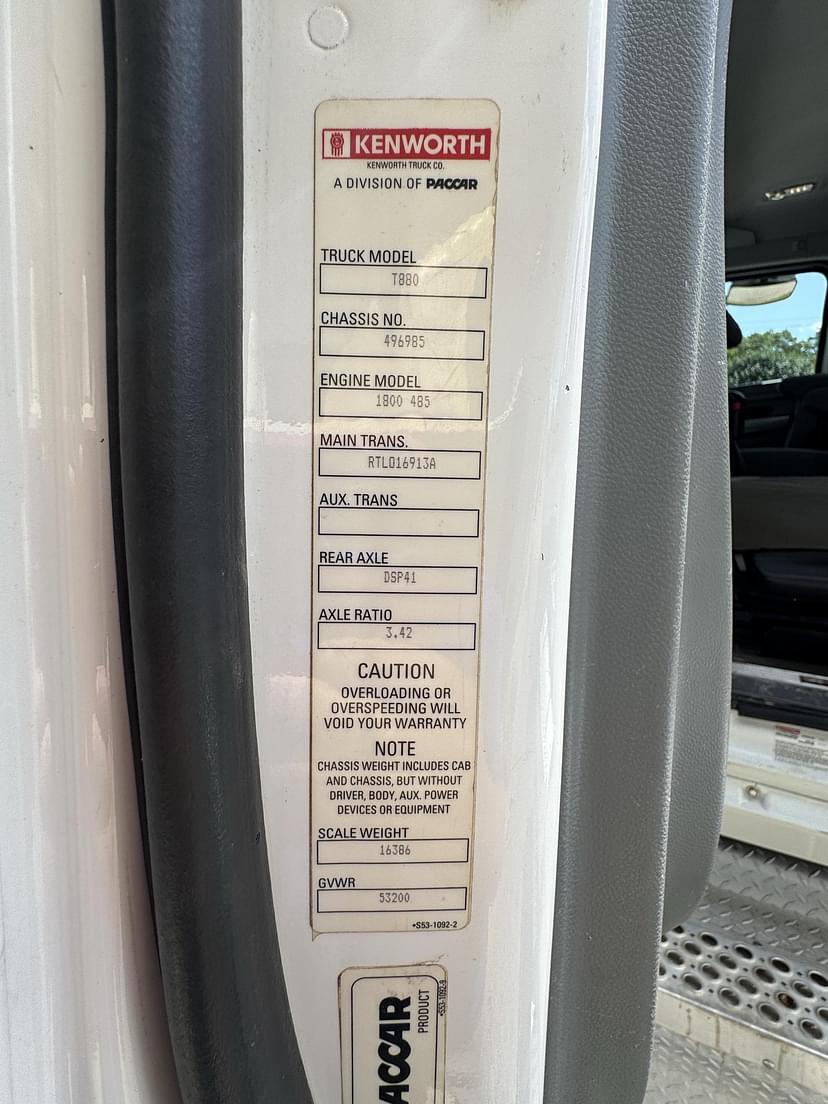 KENWORTH
KENWORTH TRUCK CO.
A DIVISION OF PACCAR
TRUCK MODEL
T880
CHASSIS NO.
496985
ENGINE MODEL
1800 485
MAIN TRANS.
RTLO16913A
AUX. TRANS
REAR AXLE
DSP41
AXLE RATIO
3.42
CAUTION
OVERLOADING OR
OVERSPEEDING WILL
VOID YOUR WARRANTY
NOTE
CHASSIS WEIGHT INCLUDES CAB
AND CHASSIS, BUT WITHOUT
DRIVER, BODY, AUX. POWER
DEVICES OR EQUIPMENT
SCALE WEIGHT
16386
GVWR
53200
•S53-1092-2
ACCAR
PRODUCT